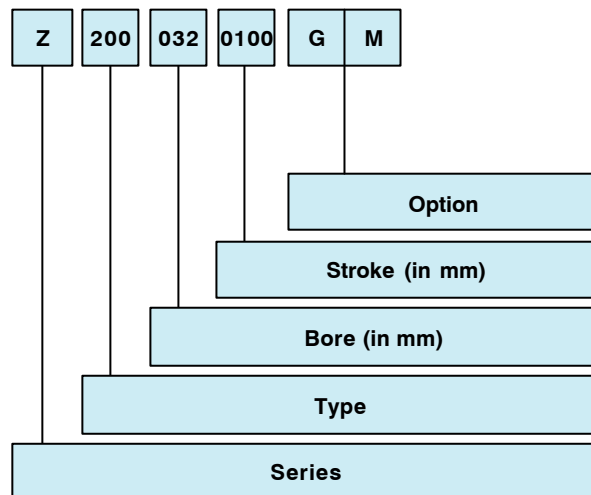 Z 200 032 0100 G M
Option
Stroke (in mm)
Bore (in mm)
Type
Series